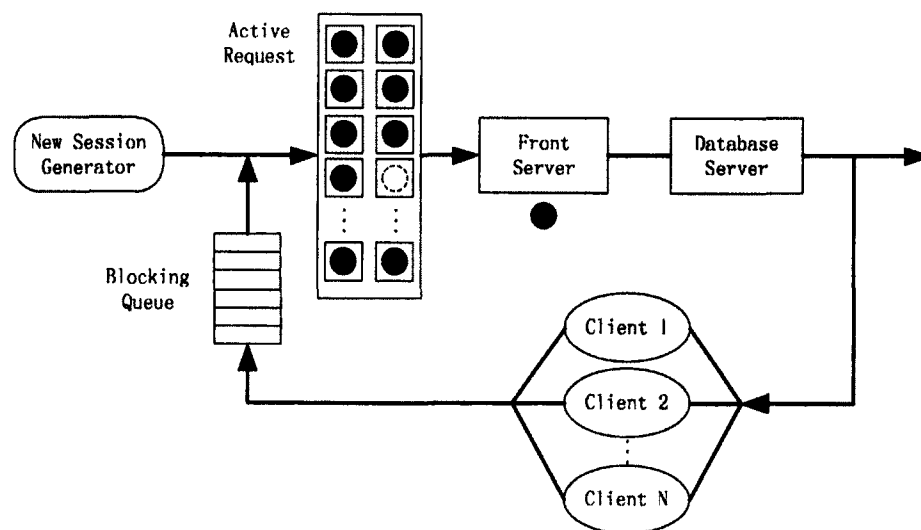 Active
Request
New Session
Generator
Front
Server
Database
Server
Blocking
Queue
Client 1
Client 2
Client N